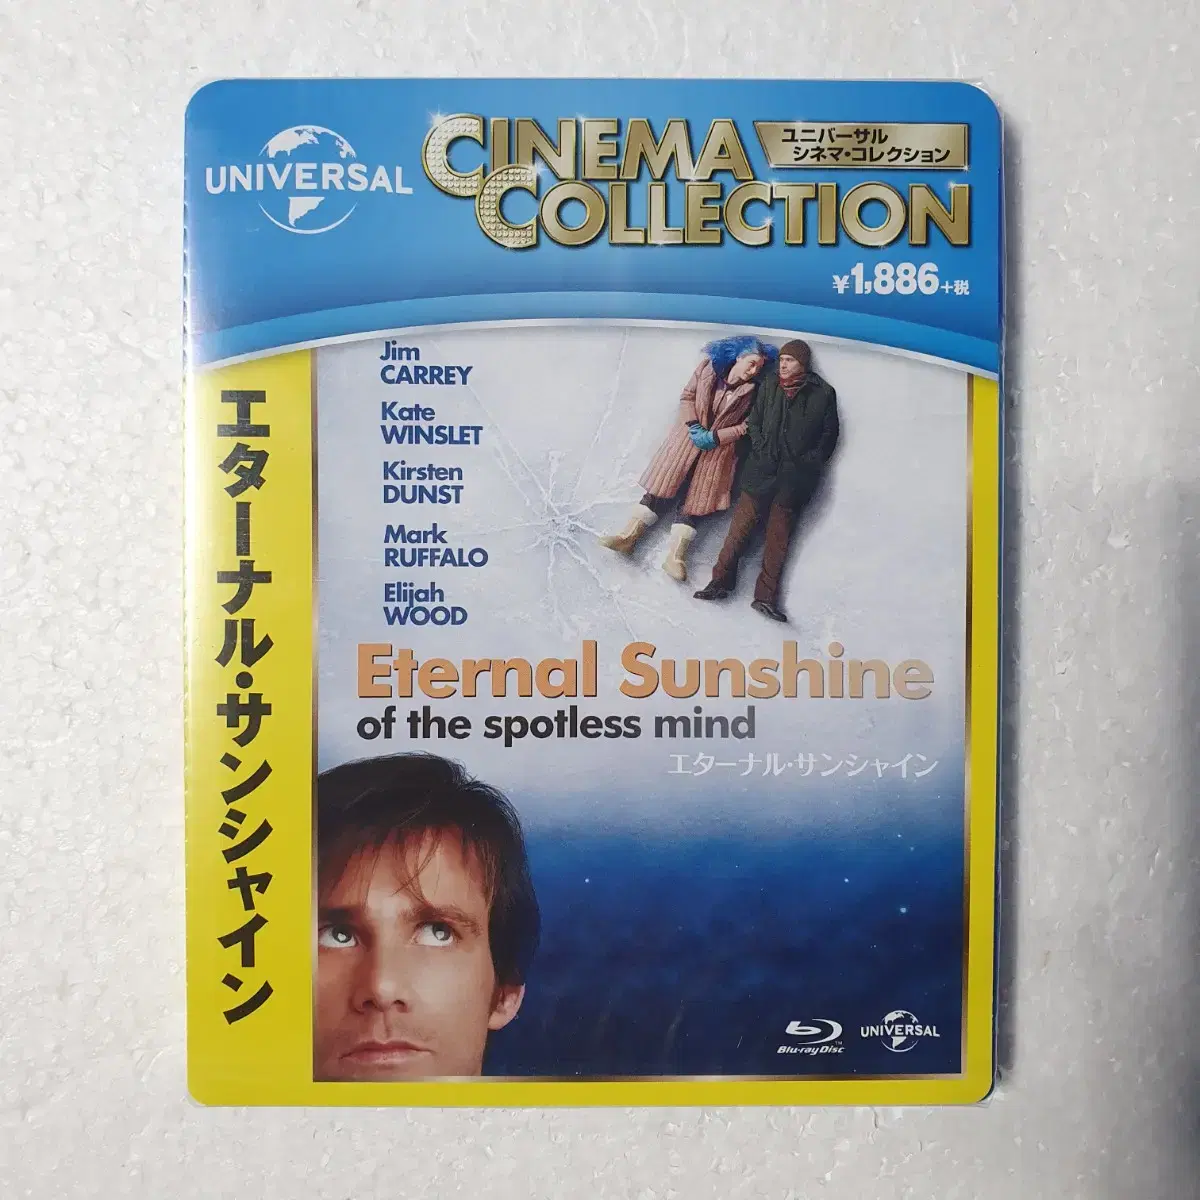 UNIVERSAL
CINEMA
COLLECTION
ユニバーサル
シネマ・コレクション
¥1,886+税
エターナル・サンシャイン
Jim
CARREY
Kate
WINSLET
Kirsten
DUNST
Mark
RUFFALO
Elijah
WOOD
Eternal Sunshine
of the spotless mind
エターナル・サンシャイン
Blu-ray Disc
TM
UNIVERSAL